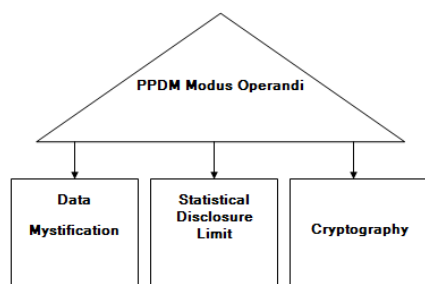 PPDM Modus Operandi
Data
Mystification
Statistical
Disclosure
Limit
Cryptography